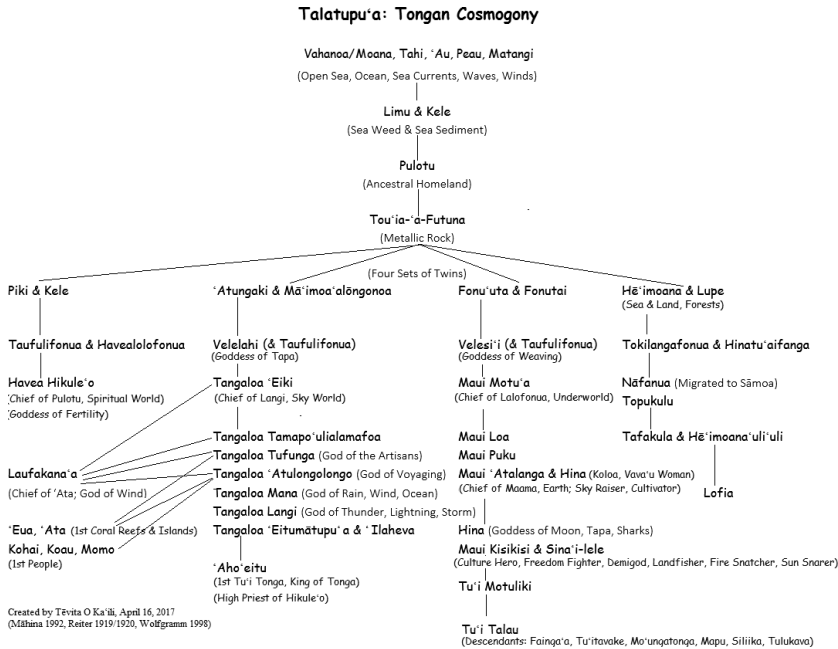 Talatupuʻa: Tongan Cosmogony
Vahanoa/Moana, Tahi, ʻAu, Peau, Matangi
(Open Sea, Ocean, Sea Currents, Waves, Winds)
Limu & Kele
(Sea Weed & Sea Sediment)
Pulotu
(Ancestral Homeland)
Touʻia-ʻa-Futuna
(Metallic Rock)
(Four Sets of Twins)
Piki & Kele
Taufulifonua & Havealolofonua
Havea Hikuleʻo
(Chief of Pulotu, Spiritual World)
(Goddess of Fertility)
Laufakanaʻa
(Chief of ʻAta; God of Wind)
ʻEua, ʻAta (1st Coral Reefs & Islands)
Kohai, Koau, Momo
(1st People)
ʻAtungaki & Māʻimoaʻalōngonoa
Velelahi (& Taufulifonua)
(Goddess of Tapa)
Tangaloa ʻEiki
(Chief of Langi, Sky World)
Tangaloa Tamapoʻulialamafoa
Tangaloa Tufunga (God of the Artisans)
Tangaloa ʻAtulongolongo (God of Voyaging)
Tangaloa Mana (God of Rain, Wind, Ocean)
Tangaloa Langi (God of Thunder, Lightning, Storm)
Tangaloa ʻEitumātupuʻa & ʻIlaheva
ʻAhoʻeitu
(1st Tuʻi Tonga, King of Tonga)
(High Priest of Hikuleʻo)
Fonuʻuta & Fonutai
Velesiʻi (& Taufulifonua)
(Goddess of Weaving)
Maui Motuʻa
(Chief of Lalofonua, Underworld)
Maui Loa
Maui Puku
Maui ʻAtalanga & Hina (Koloa, Vavaʻu Woman)
(Chief of Maama, Earth; Sky Raiser, Cultivator)
Hina (Goddess of Moon, Tapa, Sharks)
Maui Kisikisi & Sinaʻi-lele
(Culture Hero, Freedom Fighter, Demigod, Landfisher, Fire Snatcher, Sun Snarer)
Tuʻi Motuliki
Tuʻi Talau
(Descendants: Faingaʻa, Tuʻitavake, Moʻungatonga, Mapu, Siliika, Tulukava)
Hēʻimoana & Lupe
(Sea & Land, Forests)
Tokilangafonua & Hinatuʻaifanga
Nāfanua (Migrated to Sāmoa)
Topukulu
Tafakula & Hēʻimoanaʻuliʻuli
Lofia
Created by Tēvita O Kaʻili, April 16, 2017
(Māhina 1992, Reiter 1919/1920, Wolfgramm 1998)